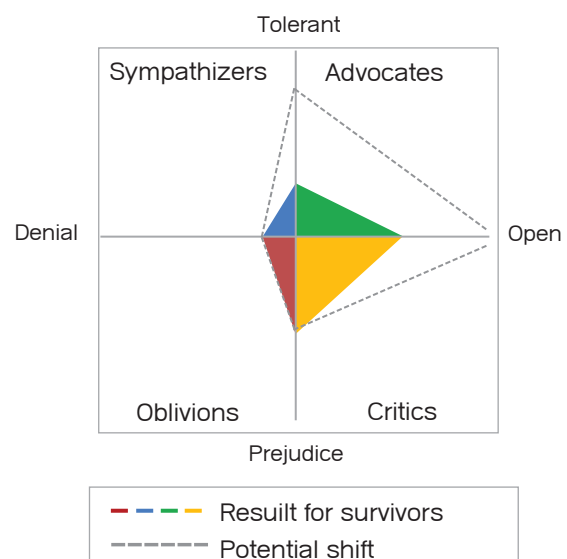 Tolerant
Sympathizers Advocates
Denial Open
Oblivions Critics
Prejudice
Resuilt for survivors
Potential shift